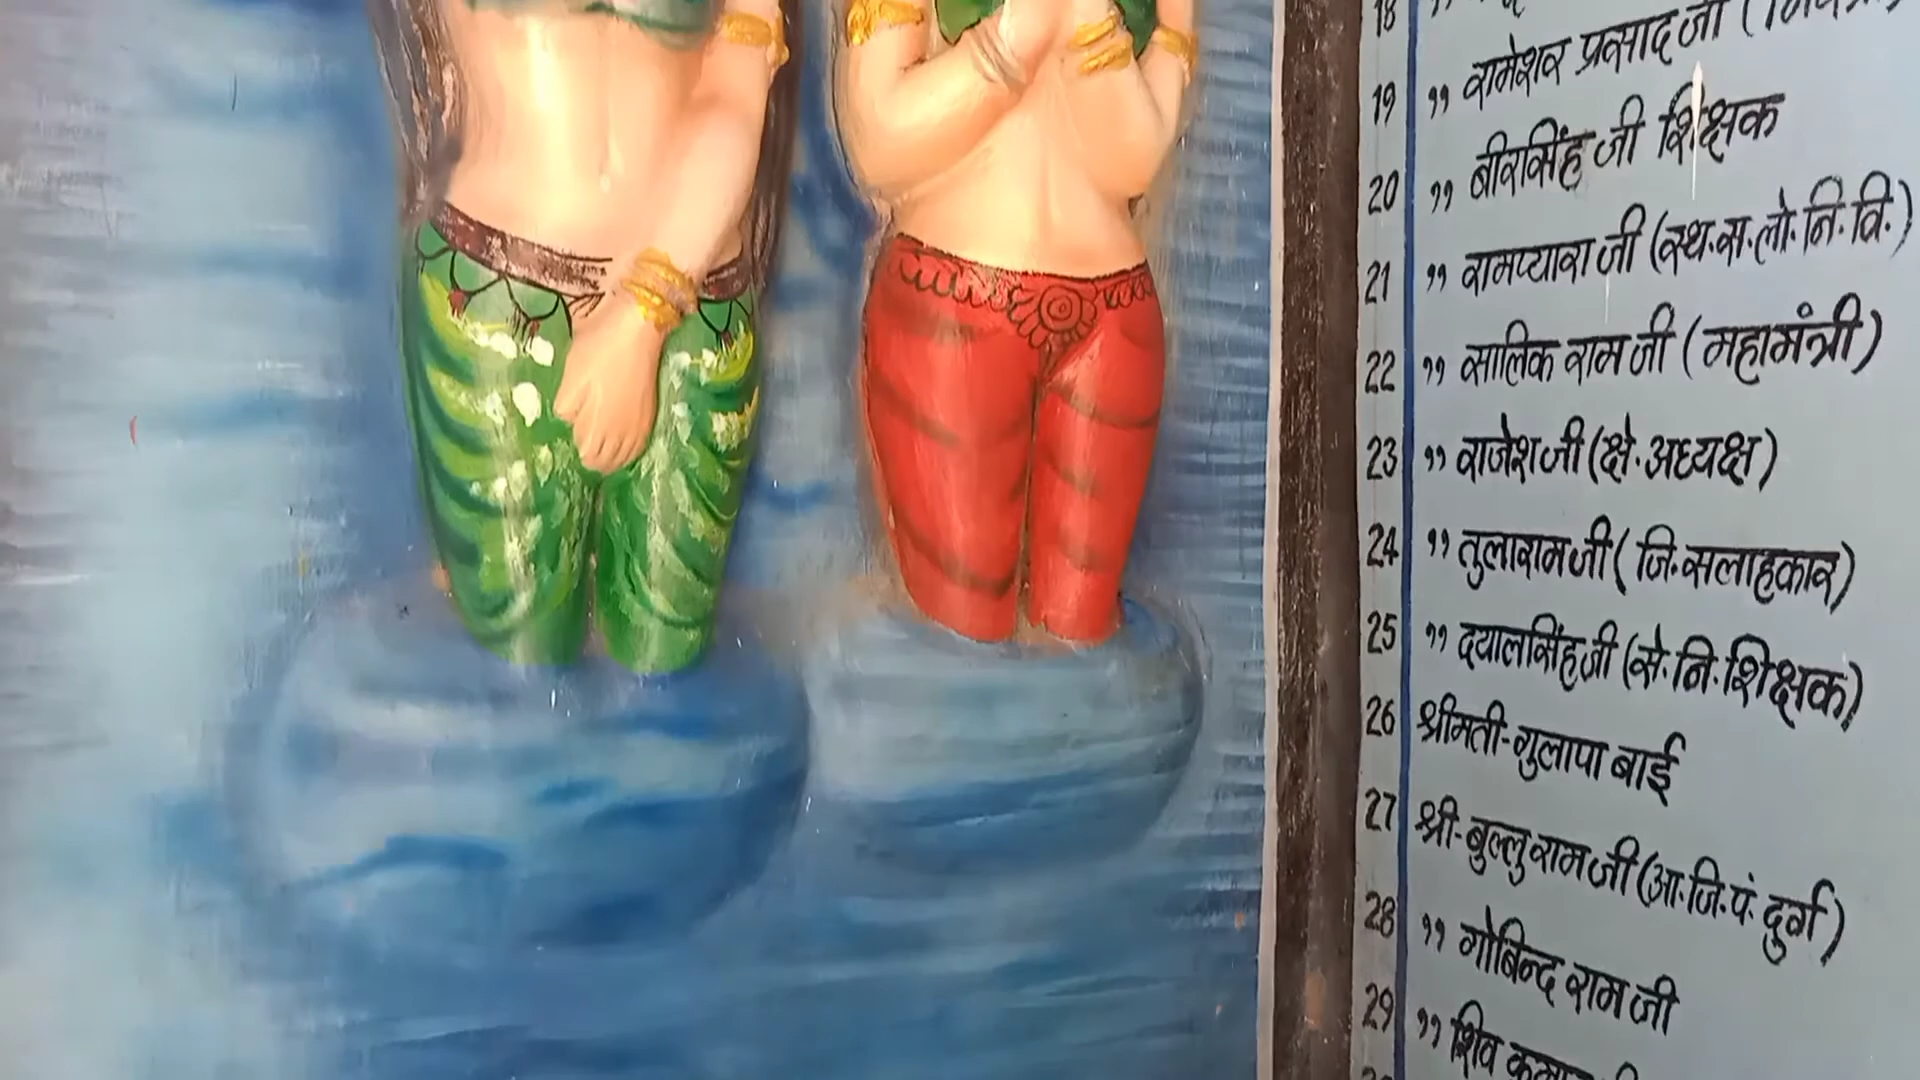 18 ,,
19 ,, रामेशर प्रसाद जी
20 ,, बीरसिंह जी शिक्षक
21 ,, रामप्यारा जी (स्थ.स.लो.नि.वि.)
22 ,, सालिक राम जी (महामंत्री)
23 ,, राजेश जी (क्षे.अध्यक्ष)
24 ,, तुलाराम जी (जि.सलाहकार)
25 ,, दयालसिंह जी (से.नि.शिक्षक)
26 श्रीमती-गुलापा बाई
27 श्री-बुल्लु राम जी (आ.जि.पं. दुर्ग)
28 ,, गोबिन्द राम जी
29 ,, शिव